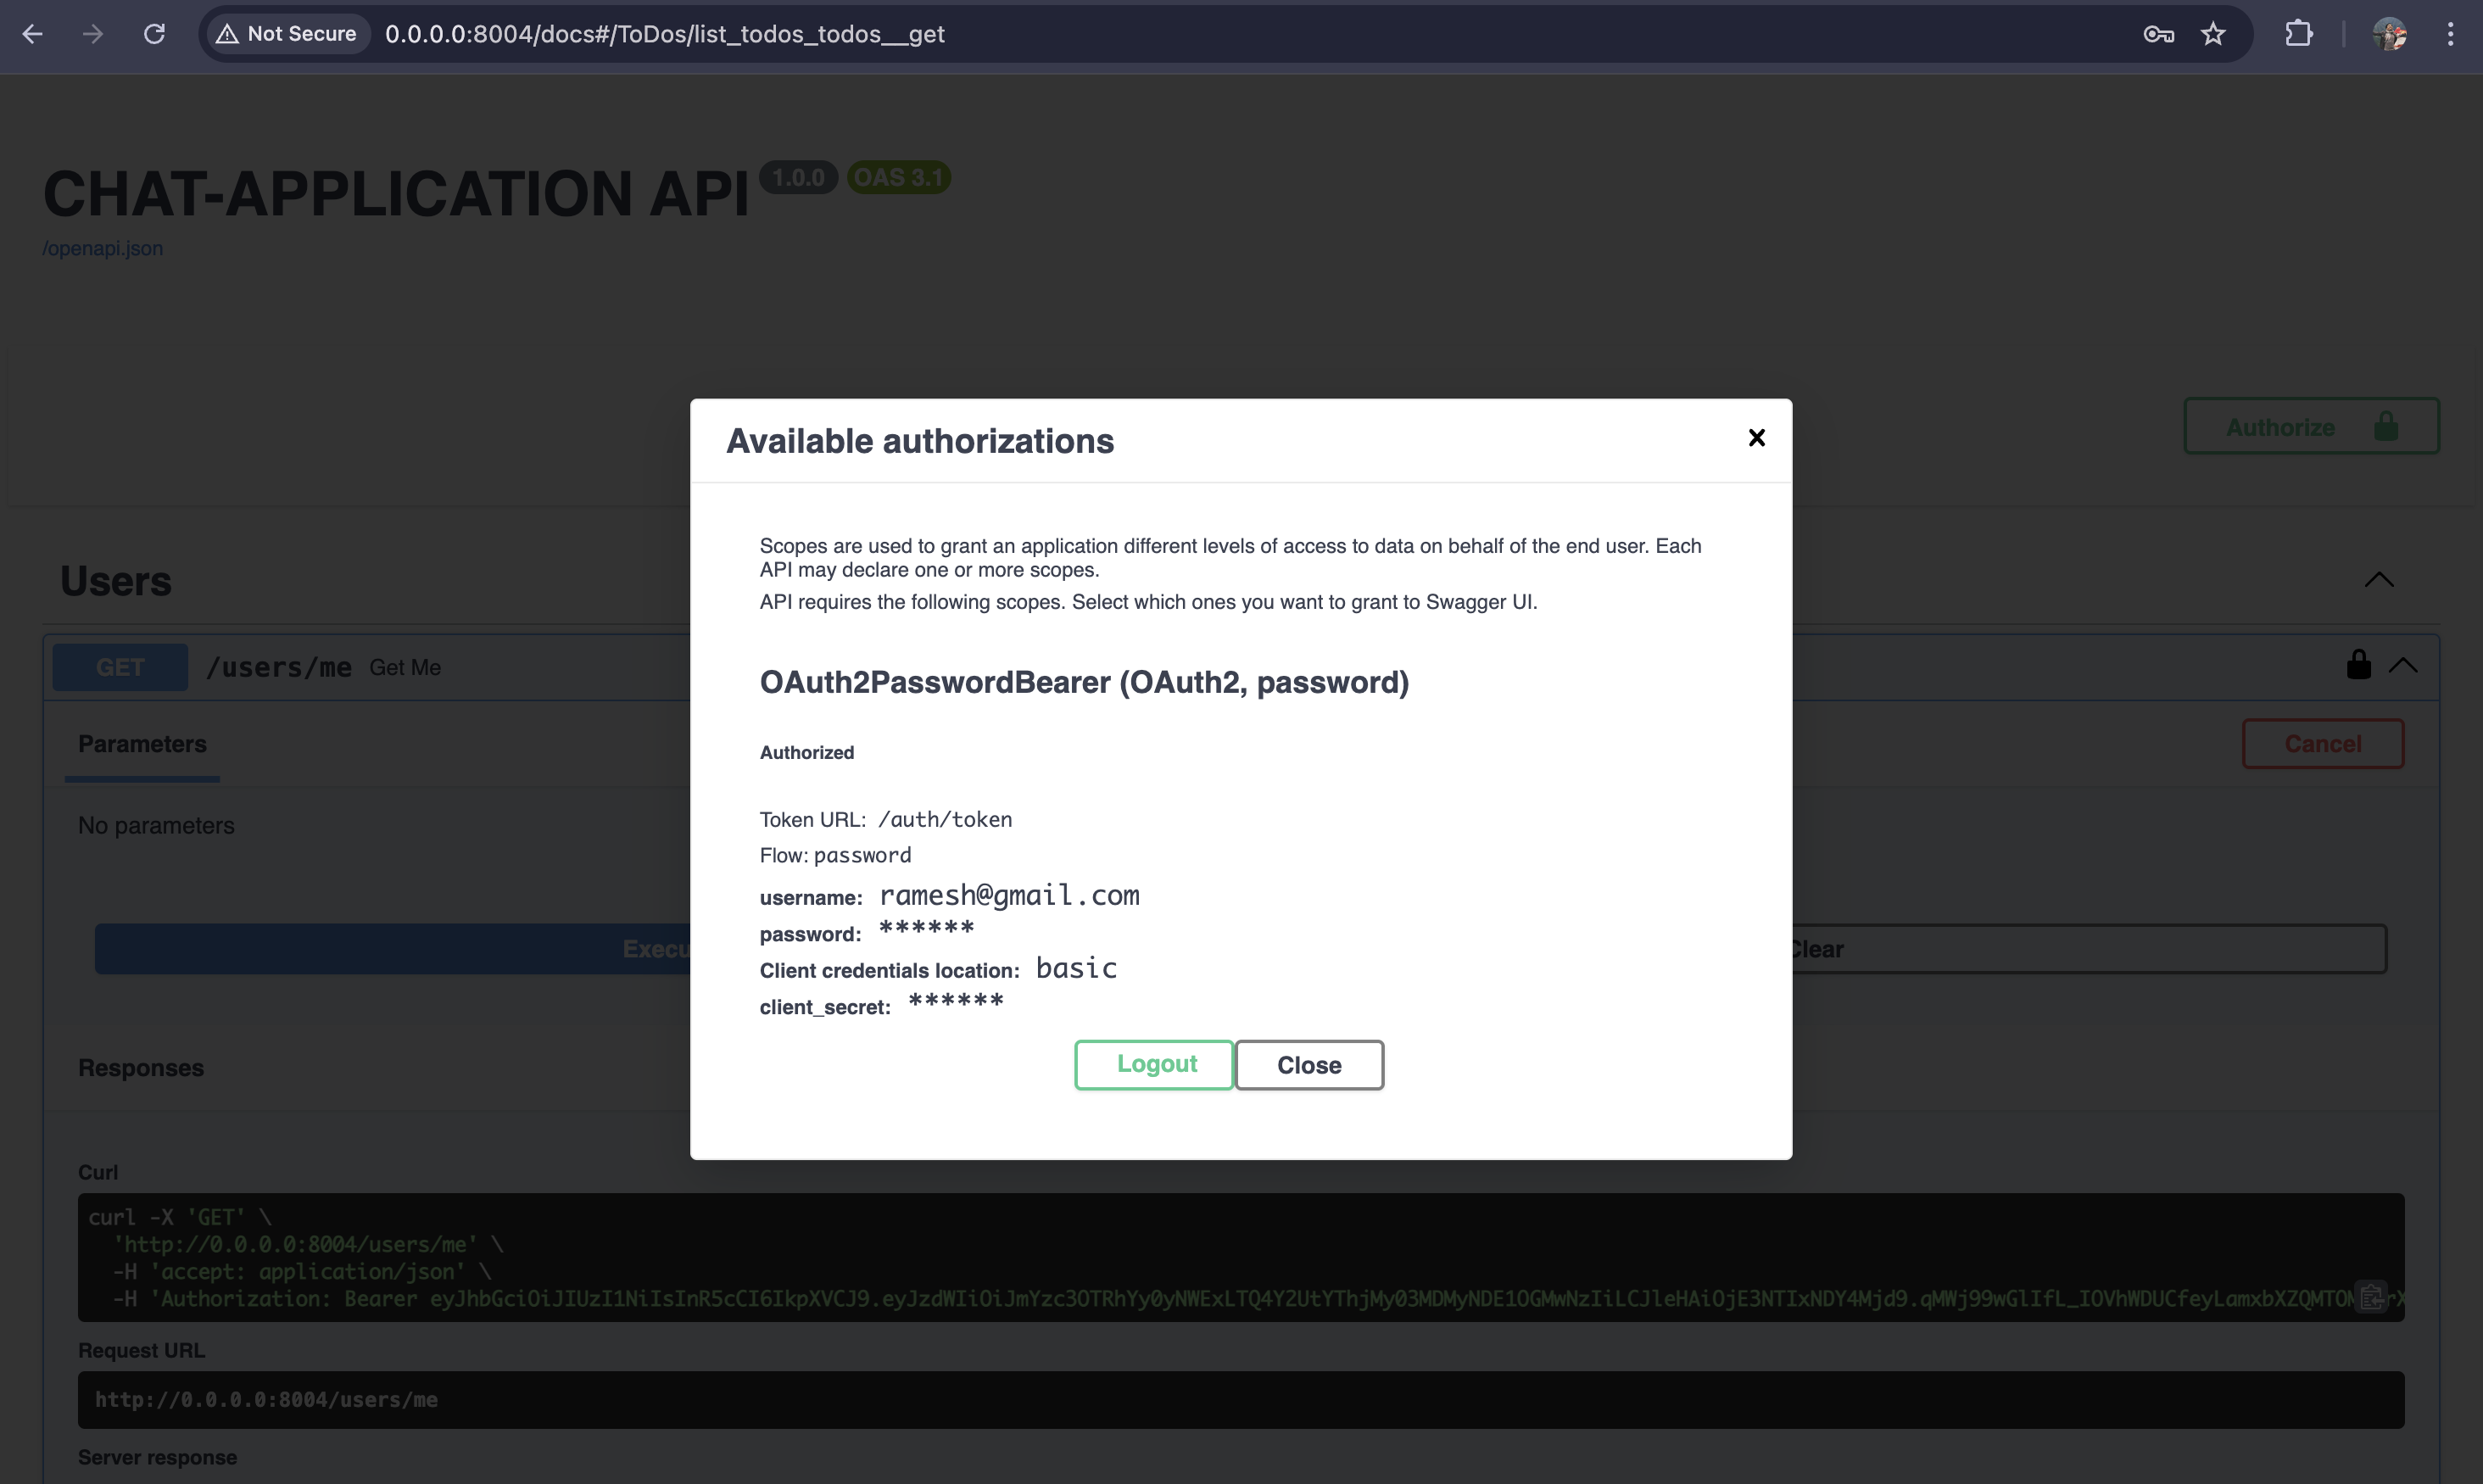 Not Secure 0.0.0.0:8004/docs#/ToDos/list_todos_todos__get
CHAT-APPLICATION API 1.0.0 OAS 3.1
/openapi.json
Authorize
Available authorizations
Scopes are used to grant an application different levels of access to data on behalf of the end user. Each
API may declare one or more scopes.
API requires the following scopes. Select which ones you want to grant to Swagger UI.
OAuth2PasswordBearer (OAuth2, password)
Authorized
Token URL: /auth/token
Flow: password
username: ramesh@gmail.com
password: ******
Client credentials location: basic
client_secret: ******
Logout Close
Users
GET /users/me Get Me
Parameters
Cancel
No parameters
Execu
Clear
Responses
Curl
curl -X 'GET' \
'http://0.0.0.0:8004/users/me' \
-H 'accept: application/json' \
-H 'Authorization: Bearer
Request URL
http://0.0.0.0:8004/users/me
Server response